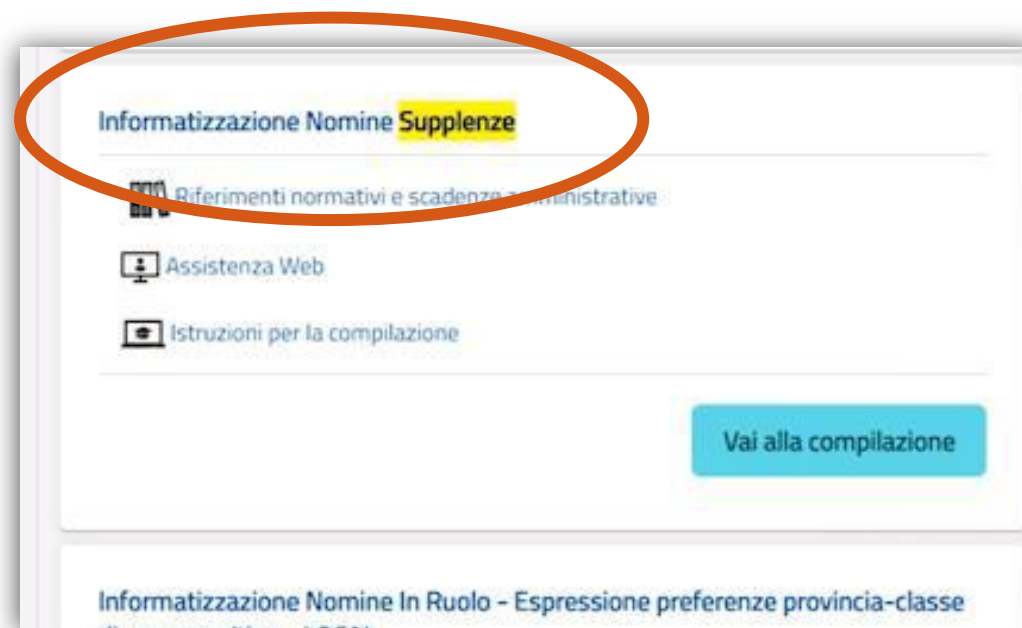 Informatizzazione Nomine Supplenze
Riferimenti normativi e scadenze amministrative
Assistenza Web
Istruzioni per la compilazione
Vai alla compilazione
Informatizzazione Nomine In Ruolo - Espressione preferenze provincia-classe